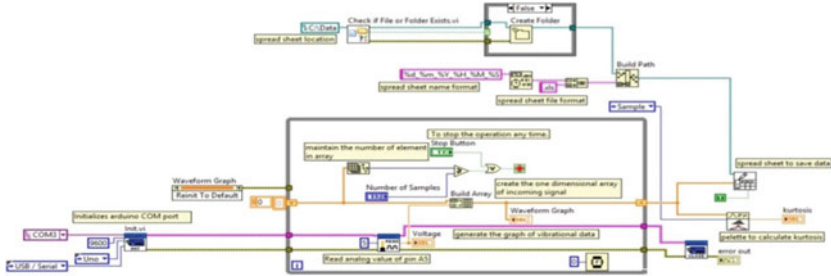 False
Check if File or Folder Exists.vi
Create Folder
C:\Data
spread sheet location
Build Path
%d_%m_%Y_%H_%M_%S
.xls
spread sheet name format
spread sheet file format
Sample
To stop the operation any time.
Stop Button
maintain the number of element
in array
spread sheet to save data
Waveform Graph
Reinit To Default
Number of Samples
create the one dimensional array
of incoming signal
Build Array
0
Waveform Graph
kurtosis
Initializes arduino COM port
COM3
Init.vi
9600
Voltage
generate the graph of vibrational data
pelette to calculate kurtosis
error out
Uno
USB / Serial
Read analog value of pin A5
i